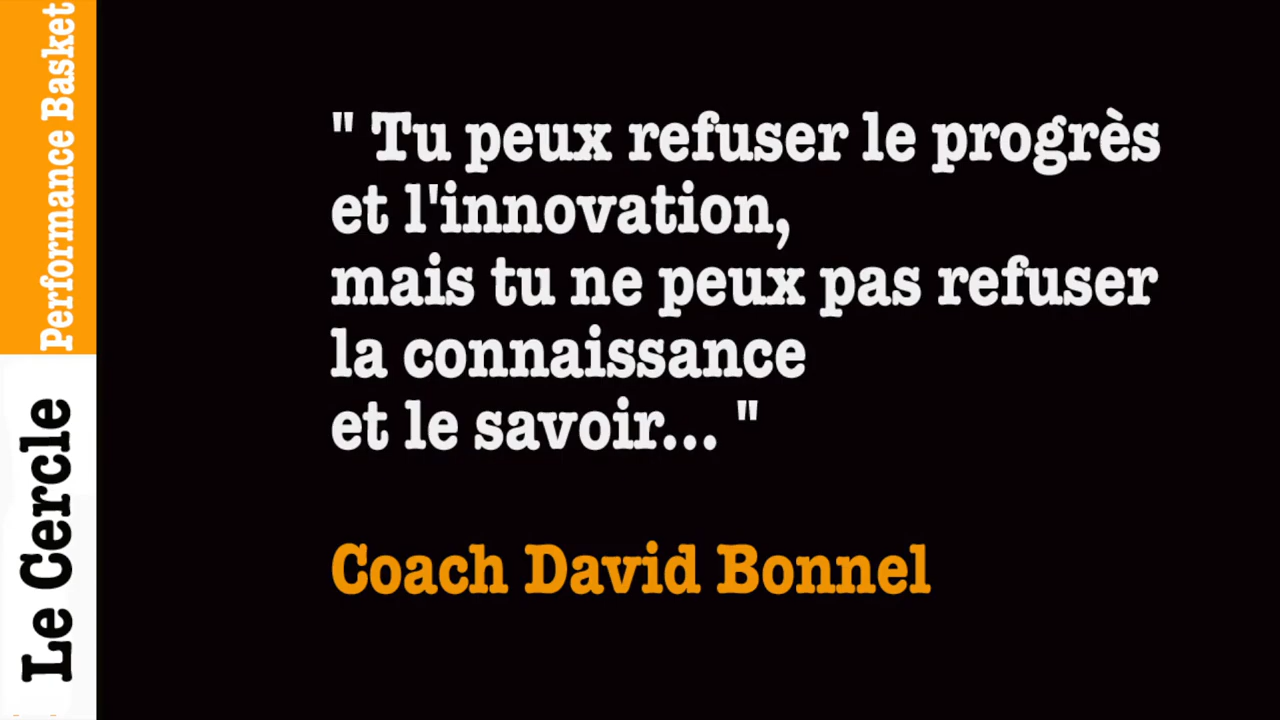 Performance Basket
Le Cercle
" Tu peux refuser le progrès
et l'innovation,
mais tu ne peux pas refuser
la connaissance
et le savoir... "
Coach David Bonnel